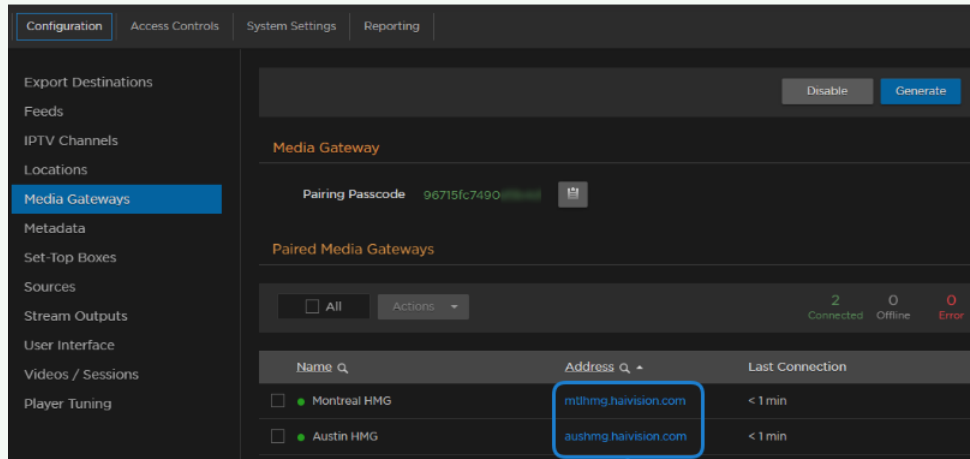 Configuration Access Controls System Settings Reporting
Export Destinations
Feeds
IPTV Channels
Locations
Media Gateways
Metadata
Set-Top Boxes
Sources
Stream Outputs
User Interface
Videos / Sessions
Player Tuning
Disable Generate
Media Gateway
Pairing Passcode 96715fc7490
Paired Media Gateways
All Actions
2 Connected
0 Offline
0 Error
Name Address Last Connection
Montreal HMG mtlhmg.haivision.com < 1 min
Austin HMG aushmg.haivision.com < 1 min